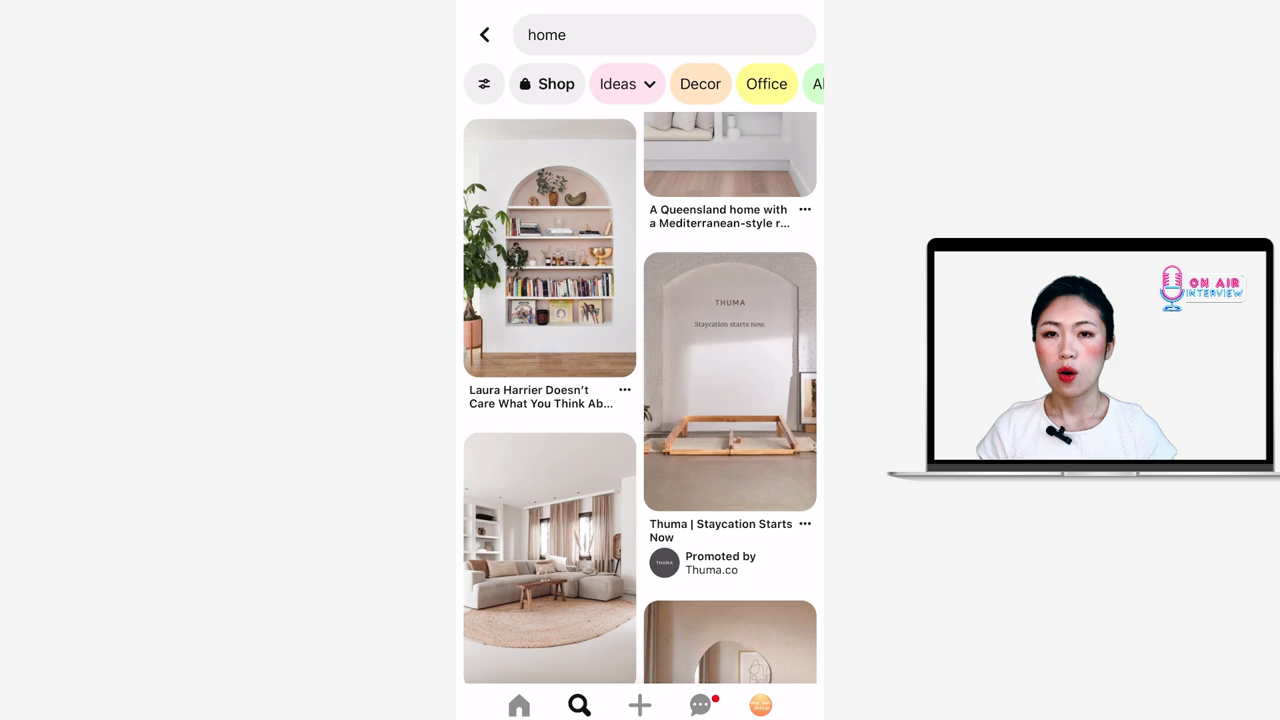 home
Shop
Ideas
Decor
Office
A Queensland home with
a Mediterranean-style r...
THUMA
Staycation starts now.
Laura Harrier Doesn't
Care What You Think Ab...
Thuma | Staycation Starts
Now
THUMA
Promoted by
Thuma.co
ON AIR
INTERVIEW